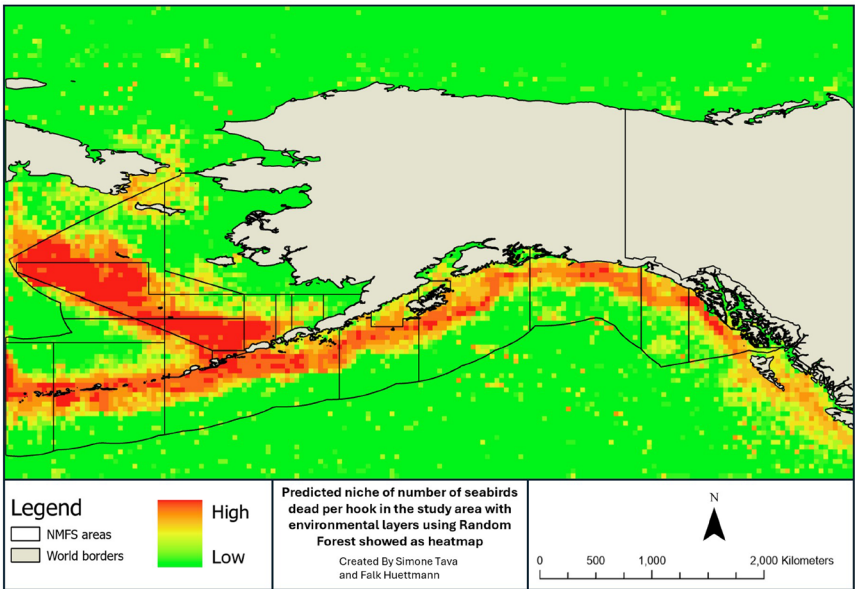 Legend
NMFS areas
World borders
High
Low
Predicted niche of number of seabirds
dead per hook in the study area with
environmental layers using Random
Forest showed as heatmap
Created By Simone Tava
and Falk Huettmann
N
0 500 1,000 2,000 Kilometers